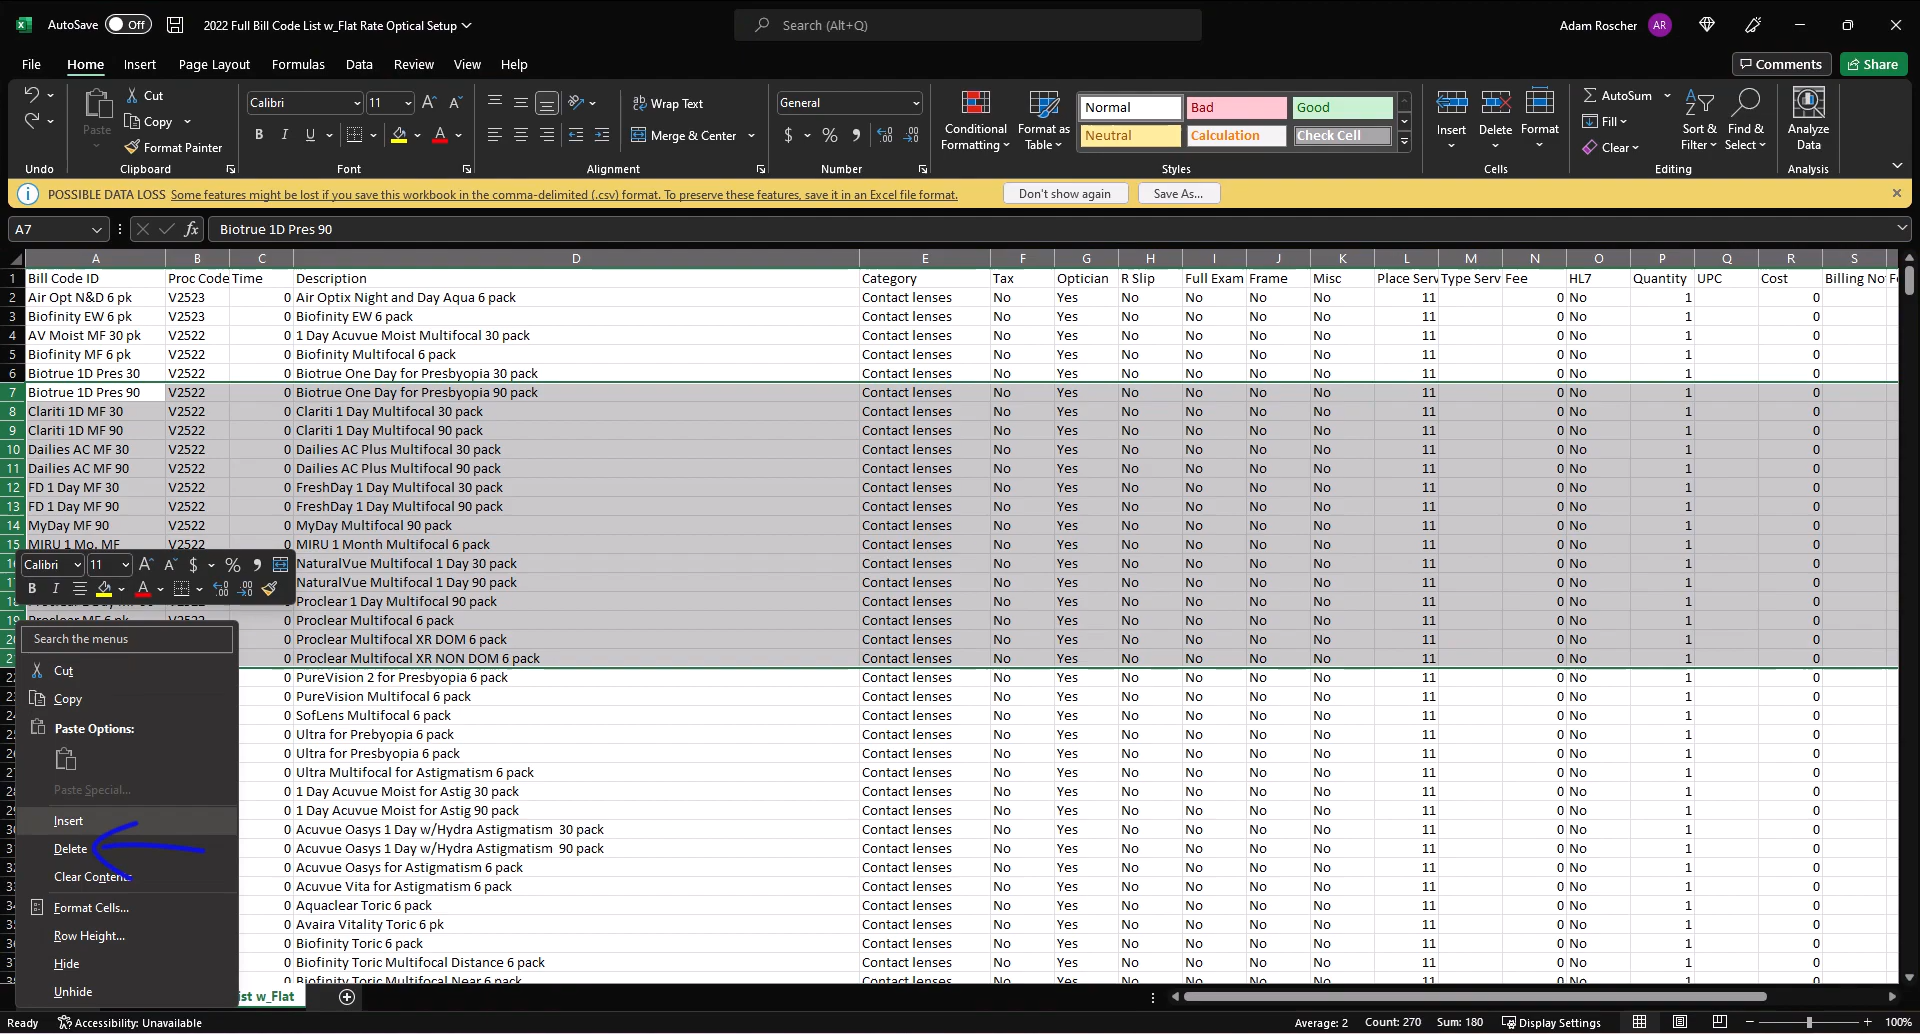 AutoSave Off 2022 Full Bill Code List w_Flat Rate Optical Setup Search (Alt+Q) Adam Roscher AR
File Home Insert Page Layout Formulas Data Review View Help Comments Share
Paste Cut Copy Format Painter
Calibri 11 B I U A
Wrap Text Merge & Center
General $ %
Conditional Formatting Format as Table
Normal Bad Good
Neutral Calculation Check Cell
Insert Delete Format
AutoSum Fill Clear Sort & Filter Find & Select
Analyze Data
Undo Clipboard Font Alignment Number Styles Cells Editing Analysis
POSSIBLE DATA LOSS Some features might be lost if you save this workbook in the comma-delimited (.csv) format. To preserve these features, save it in an Excel file format. Don't show again Save As...
A7 fx Biotrue 1D Pres 90
A B C D E F G H I J K L M N O P Q R S
1 Bill Code ID Proc Code Time Description Category Tax Optician R Slip Full Exam Frame Misc Place Serv Type Serv Fee HL7 Quantity UPC Cost Billing No
2 Air Opt N&D 6 pk V2523 0 Air Optix Night and Day Aqua 6 pack Contact lenses No Yes No No No No 11 0 No 1 0
3 Biofinity EW 6 pk V2523 0 Biofinity EW 6 pack Contact lenses No Yes No No No No 11 0 No 1 0
4 AV Moist MF 30 pk V2522 0 1 Day Acuvue Moist Multifocal 30 pack Contact lenses No Yes No No No No 11 0 No 1 0
5 Biofinity MF 6 pk V2522 0 Biofinity Multifocal 6 pack Contact lenses No Yes No No No No 11 0 No 1 0
6 Biotrue 1D Pres 30 V2522 0 Biotrue One Day for Presbyopia 30 pack Contact lenses No Yes No No No No 11 0 No 1 0
7 Biotrue 1D Pres 90 V2522 0 Biotrue One Day for Presbyopia 90 pack Contact lenses No Yes No No No No 11 0 No 1 0
8 Clariti 1D MF 30 V2522 0 Clariti 1 Day Multifocal 30 pack Contact lenses No Yes No No No No 11 0 No 1 0
9 Clariti 1D MF 90 V2522 0 Clariti 1 Day Multifocal 90 pack Contact lenses No Yes No No No No 11 0 No 1 0
10 Dailies AC MF 30 V2522 0 Dailies AC Plus Multifocal 30 pack Contact lenses No Yes No No No No 11 0 No 1 0
11 Dailies AC MF 90 V2522 0 Dailies AC Plus Multifocal 90 pack Contact lenses No Yes No No No No 11 0 No 1 0
12 FD 1 Day MF 30 V2522 0 FreshDay 1 Day Multifocal 30 pack Contact lenses No Yes No No No No 11 0 No 1 0
13 FD 1 Day MF 90 V2522 0 FreshDay 1 Day Multifocal 90 pack Contact lenses No Yes No No No No 11 0 No 1 0
14 MyDay MF 90 V2522 0 MyDay Multifocal 90 pack Contact lenses No Yes No No No No 11 0 No 1 0
15 MIRU 1 Mo. MF V2522 0 MIRU 1 Month Multifocal 6 pack Contact lenses No Yes No No No No 11 0 No 1 0
NaturalVue Multifocal 1 Day 30 pack Contact lenses No Yes No No No No 11 0 No 1 0
NaturalVue Multifocal 1 Day 90 pack Contact lenses No Yes No No No No 11 0 No 1 0
Proclear 1 Day Multifocal 90 pack Contact lenses No Yes No No No No 11 0 No 1 0
Proclear MF 6 pk V2522 0 Proclear Multifocal 6 pack Contact lenses No Yes No No No No 11 0 No 1 0
0 Proclear Multifocal XR DOM 6 pack Contact lenses No Yes No No No No 11 0 No 1 0
0 Proclear Multifocal XR NON DOM 6 pack Contact lenses No Yes No No No No 11 0 No 1 0
0 PureVision 2 for Presbyopia 6 pack Contact lenses No Yes No No No No 11 0 No 1 0
0 PureVision Multifocal 6 pack Contact lenses No Yes No No No No 11 0 No 1 0
0 SofLens Multifocal 6 pack Contact lenses No Yes No No No No 11 0 No 1 0
0 Ultra for Prebyopia 6 pack Contact lenses No Yes No No No No 11 0 No 1 0
0 Ultra for Presbyopia 6 pack Contact lenses No Yes No No No No 11 0 No 1 0
0 Ultra Multifocal for Astigmatism 6 pack Contact lenses No Yes No No No No 11 0 No 1 0
0 1 Day Acuvue Moist for Astig 30 pack Contact lenses No Yes No No No No 11 0 No 1 0
0 1 Day Acuvue Moist for Astig 90 pack Contact lenses No Yes No No No No 11 0 No 1 0
0 Acuvue Oasys 1 Day w/Hydra Astigmatism 30 pack Contact lenses No Yes No No No No 11 0 No 1 0
0 Acuvue Oasys 1 Day w/Hydra Astigmatism 90 pack Contact lenses No Yes No No No No 11 0 No 1 0
0 Acuvue Oasys for Astigmatism 6 pack Contact lenses No Yes No No No No 11 0 No 1 0
0 Acuvue Vita for Astigmatism 6 pack Contact lenses No Yes No No No No 11 0 No 1 0
0 Aquaclear Toric 6 pack Contact lenses No Yes No No No No 11 0 No 1 0
0 Avaira Vitality Toric 6 pk Contact lenses No Yes No No No No 11 0 No 1 0
0 Biofinity Toric 6 pack Contact lenses No Yes No No No No 11 0 No 1 0
0 Biofinity Toric Multifocal Distance 6 pack Contact lenses No Yes No No No No 11 0 No 1 0
0 Biofinity Toric Multifocal Near 6 pack Contact lenses No Yes No No No No 11 0 No 1 0
Calibri 11 A A $ %
B I A
Search the menus
Cut
Copy
Paste Options:
Paste Special...
Insert
Delete
Clear Contents
Format Cells...
Row Height...
Hide
Unhide
ist w_Flat
Ready Accessibility: Unavailable Average: 2 Count: 270 Sum: 180 Display Settings 100%